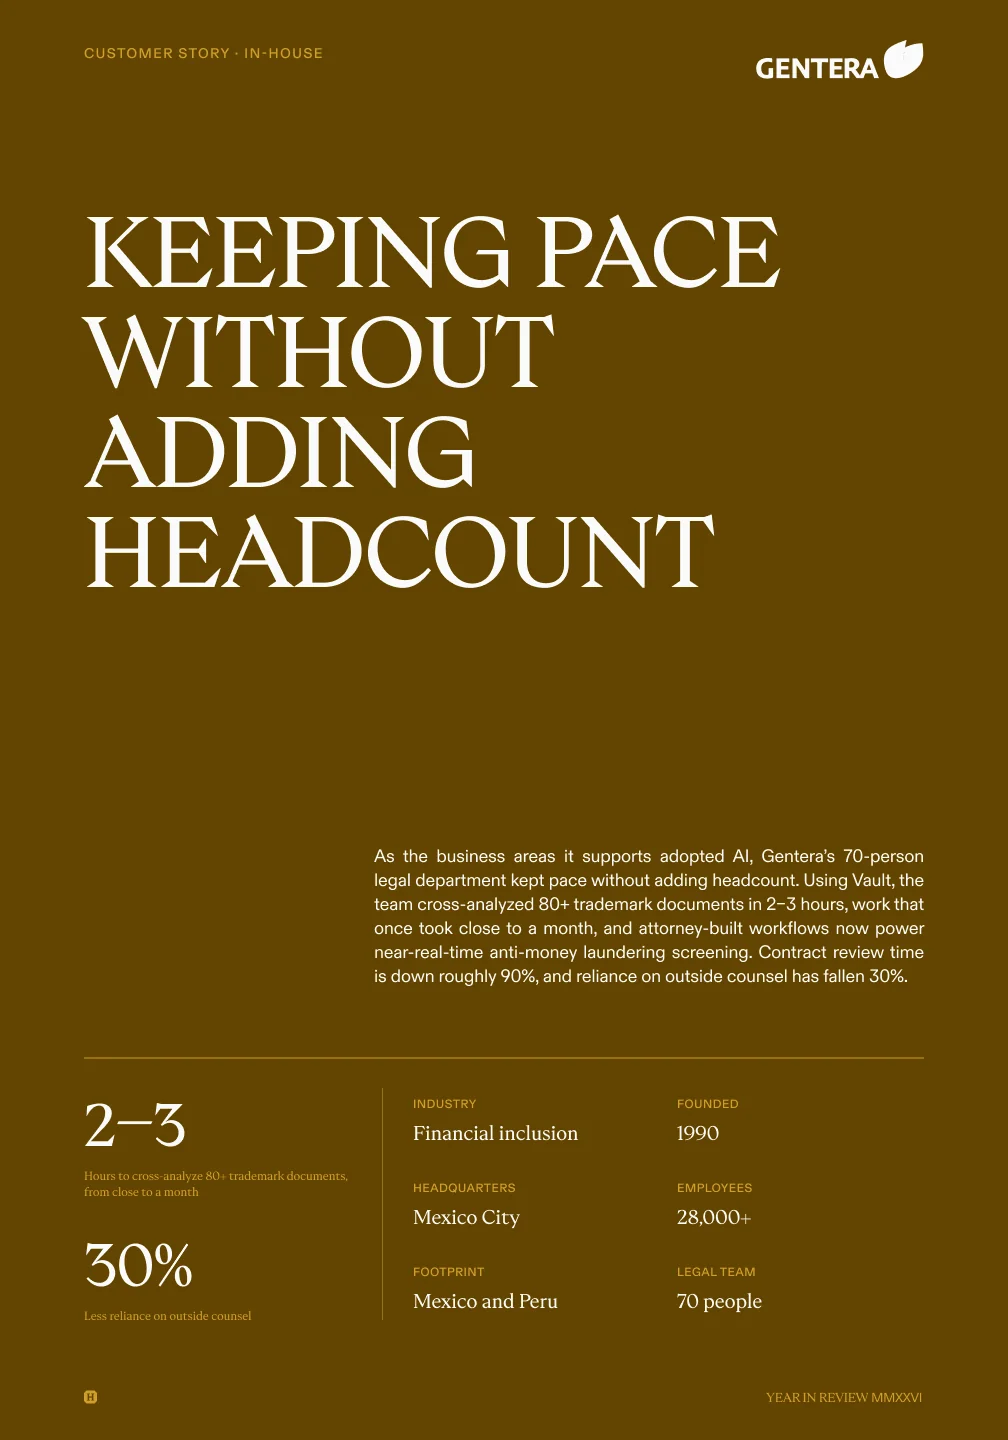 CUSTOMER STORY · IN-HOUSE
GENTERA
KEEPING PACE
WITHOUT
ADDING
HEADCOUNT
As the business areas it supports adopted AI, Gentera’s 70-person
legal department kept pace without adding headcount. Using Vault, the
team cross-analyzed 80+ trademark documents in 2–3 hours, work that
once took close to a month, and attorney-built workflows now power
near-real-time anti-money laundering screening. Contract review time
is down roughly 90%, and reliance on outside counsel has fallen 30%.
2–3
Hours to cross-analyze 80+ trademark documents,
from close to a month
30%
Less reliance on outside counsel
INDUSTRY
Financial inclusion
FOUNDED
1990
HEADQUARTERS
Mexico City
EMPLOYEES
28,000+
FOOTPRINT
Mexico and Peru
LEGAL TEAM
70 people
H
YEAR IN REVIEW MMXXVI